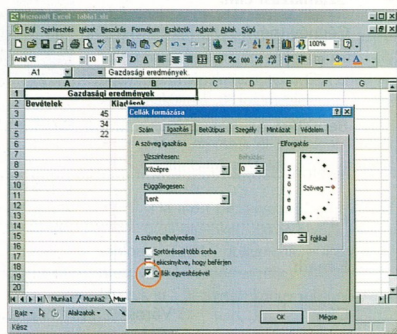 Microsoft Excel - tabla1.xls
Fájl Szerkesztés Nézet Beszúrás Formátum Eszközök Adatok Ablak Súgó
Arial CE 10 F D A
A1 = Gazdasági eredmények
A B C D E F G
1 Gazdasági eredmények
2 Bevételek Kiadások
3 45
4 34
5 22
6
7
8
9
10
11
12
13
14
15
16
17
18
19
20
Cellák formázása
Szám Igazítás Betűtípus Szegély Mintázat Védelem
A szöveg igazítása
Vízszintesen: Behúzás:
Középre 0
Függőlegesen:
Lent
Elforgatás
Szöveg
Szöveg
0 Fokkal
A szöveg elhelyezése
Sortöréssel több sorba
Lekicsinyítve, hogy beférjen
Cellák egyesítésével
OK Mégse
Munka1 Munka2
Rajz Alakzatok
Kész